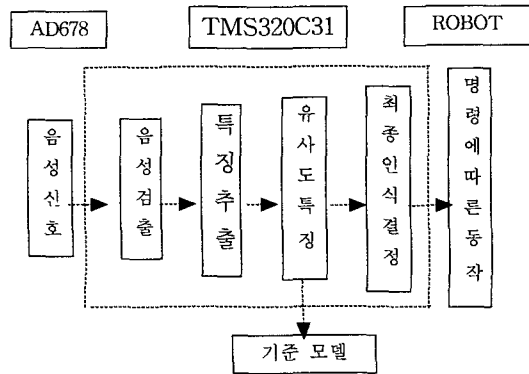 AD678
TMS320C31
ROBOT
음성신호
음성검출
특징추출
유사도특징
최종인식결정
명령에따른동작
기준 모델